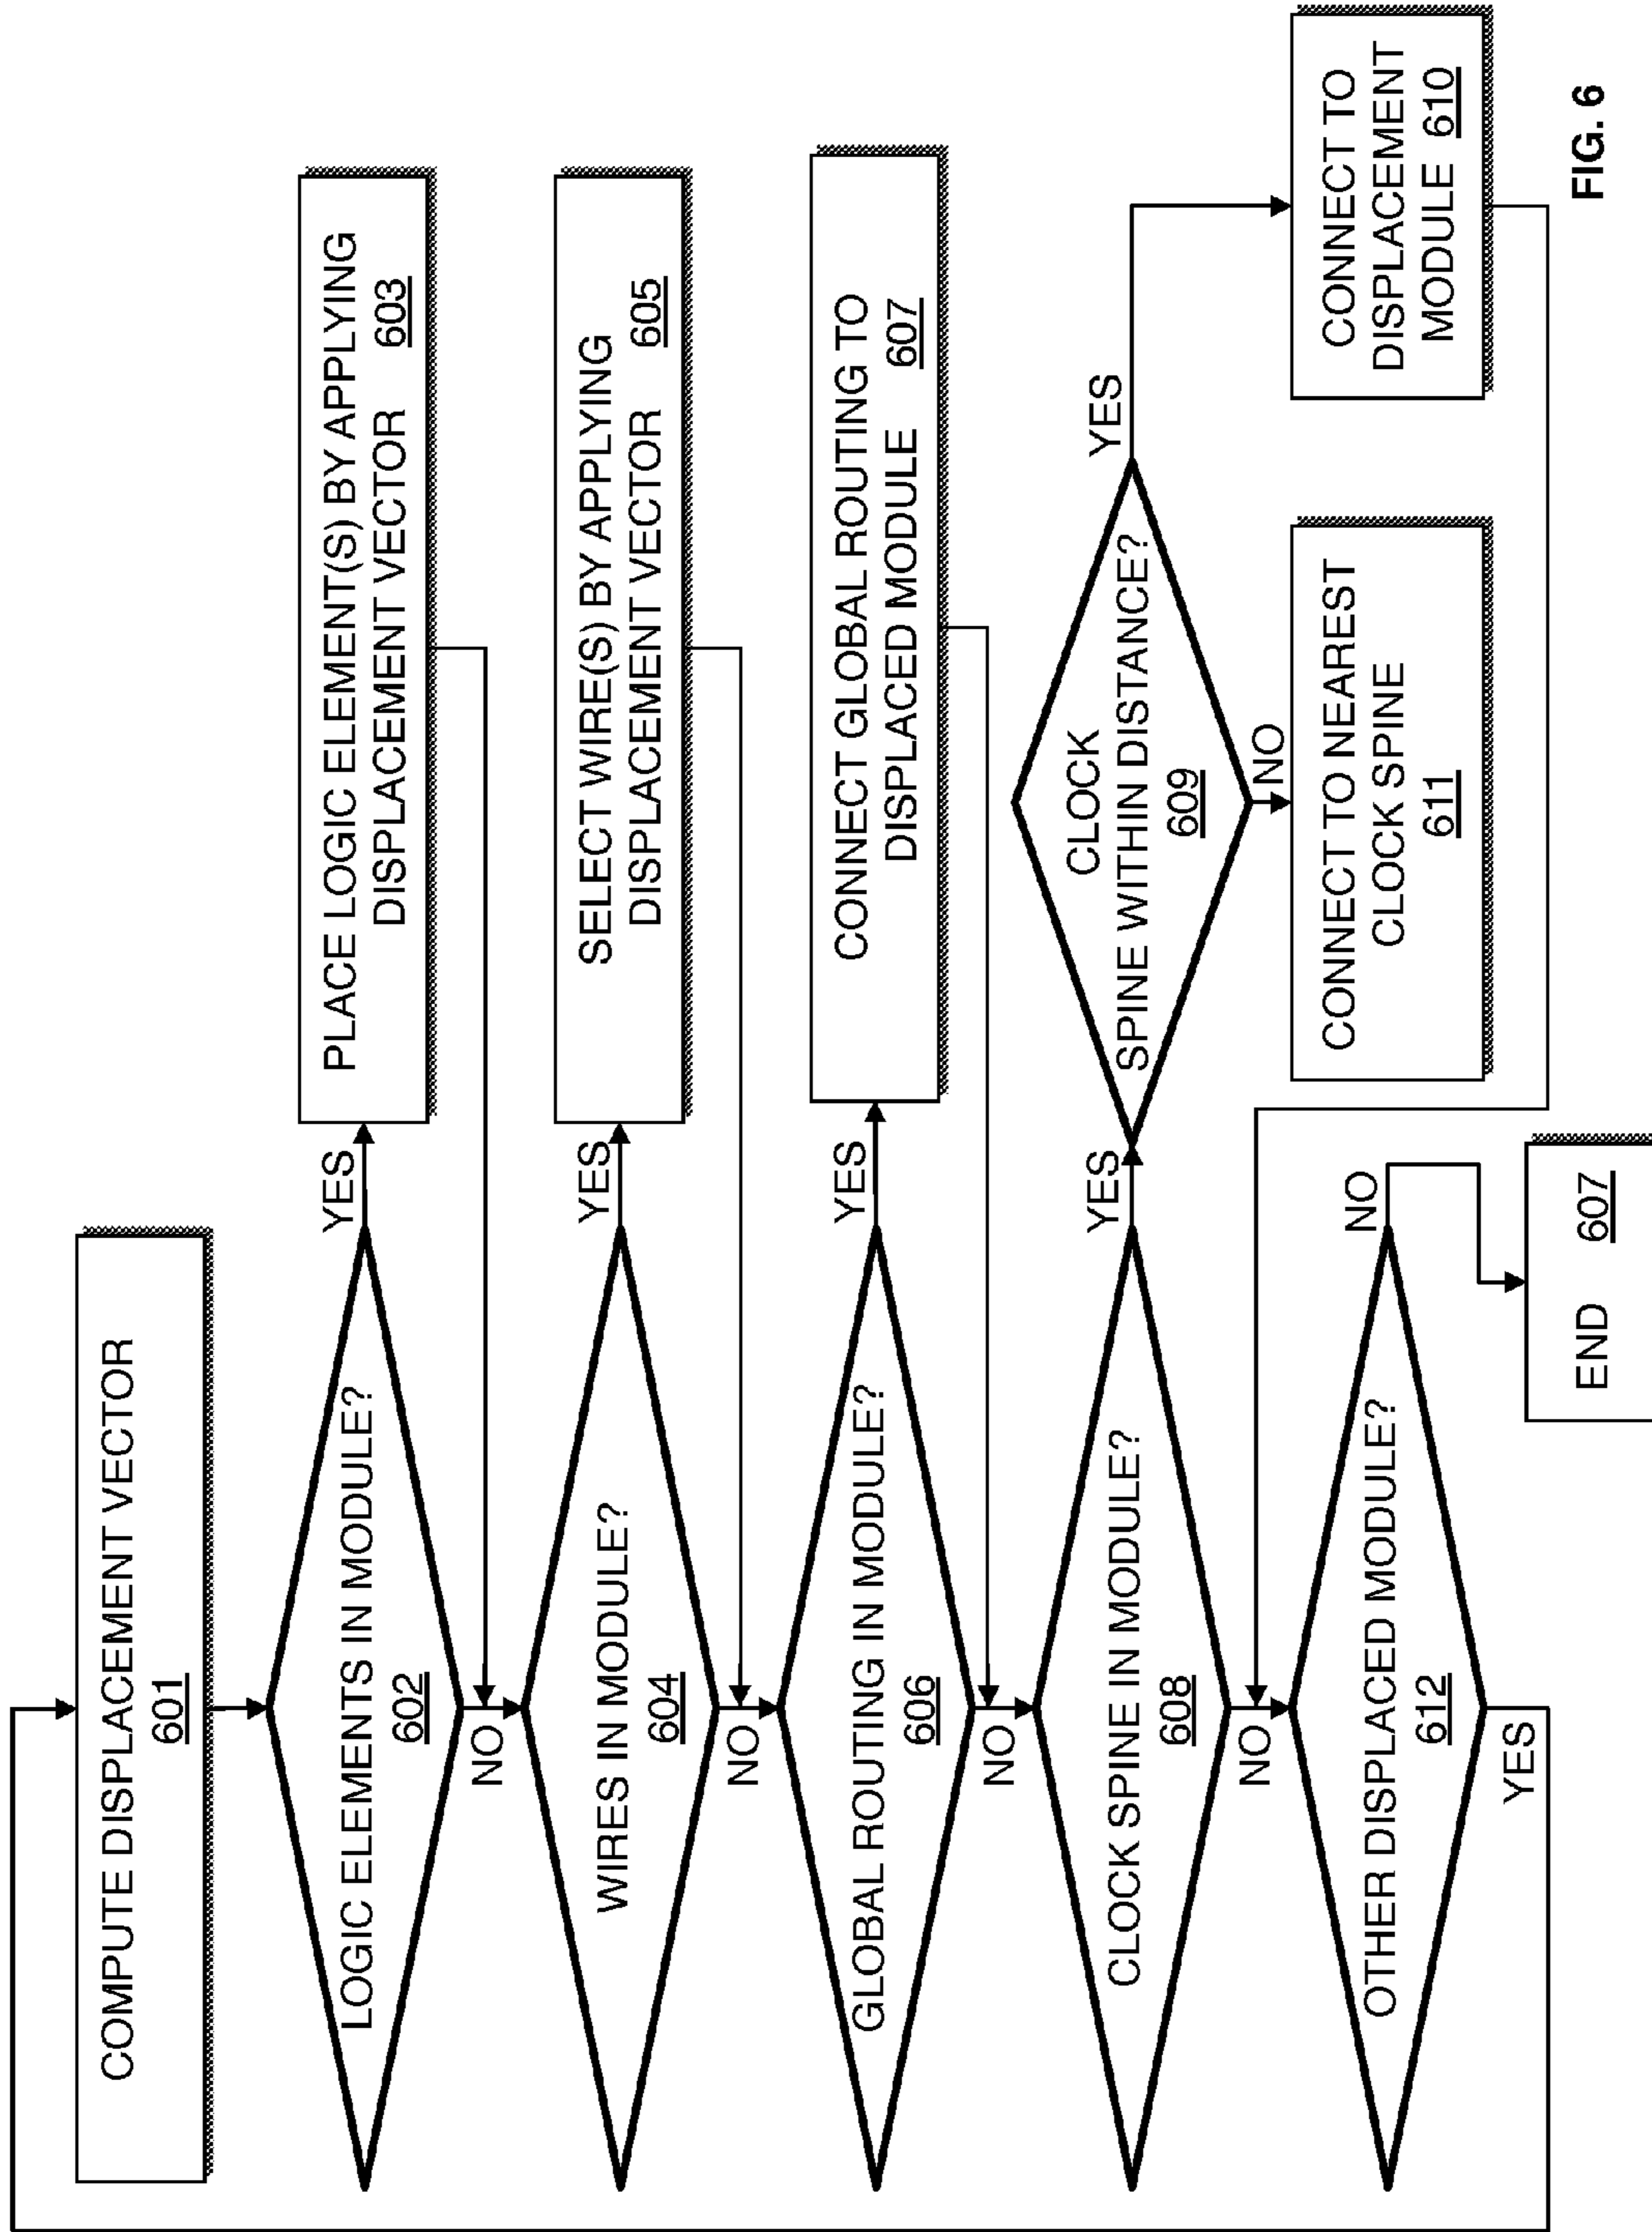 COMPUTE DISPLACEMENT VECTOR
601
LOGIC ELEMENTS IN MODULE?
602
YES
NO
PLACE LOGIC ELEMENT(S) BY APPLYING
DISPLACEMENT VECTOR 603
WIRES IN MODULE?
604
YES
NO
SELECT WIRE(S) BY APPLYING
DISPLACEMENT VECTOR 605
GLOBAL ROUTING IN MODULE?
606
YES
NO
CONNECT GLOBAL ROUTING TO
DISPLACED MODULE 607
CLOCK SPINE IN MODULE?
608
YES
NO
CLOCK
SPINE WITHIN DISTANCE?
609
YES
NO
CONNECT TO
DISPLACEMENT
MODULE 610
CONNECT TO NEAREST
CLOCK SPINE
611
OTHER DISPLACED MODULE?
612
NO
YES
END 607
FIG. 6